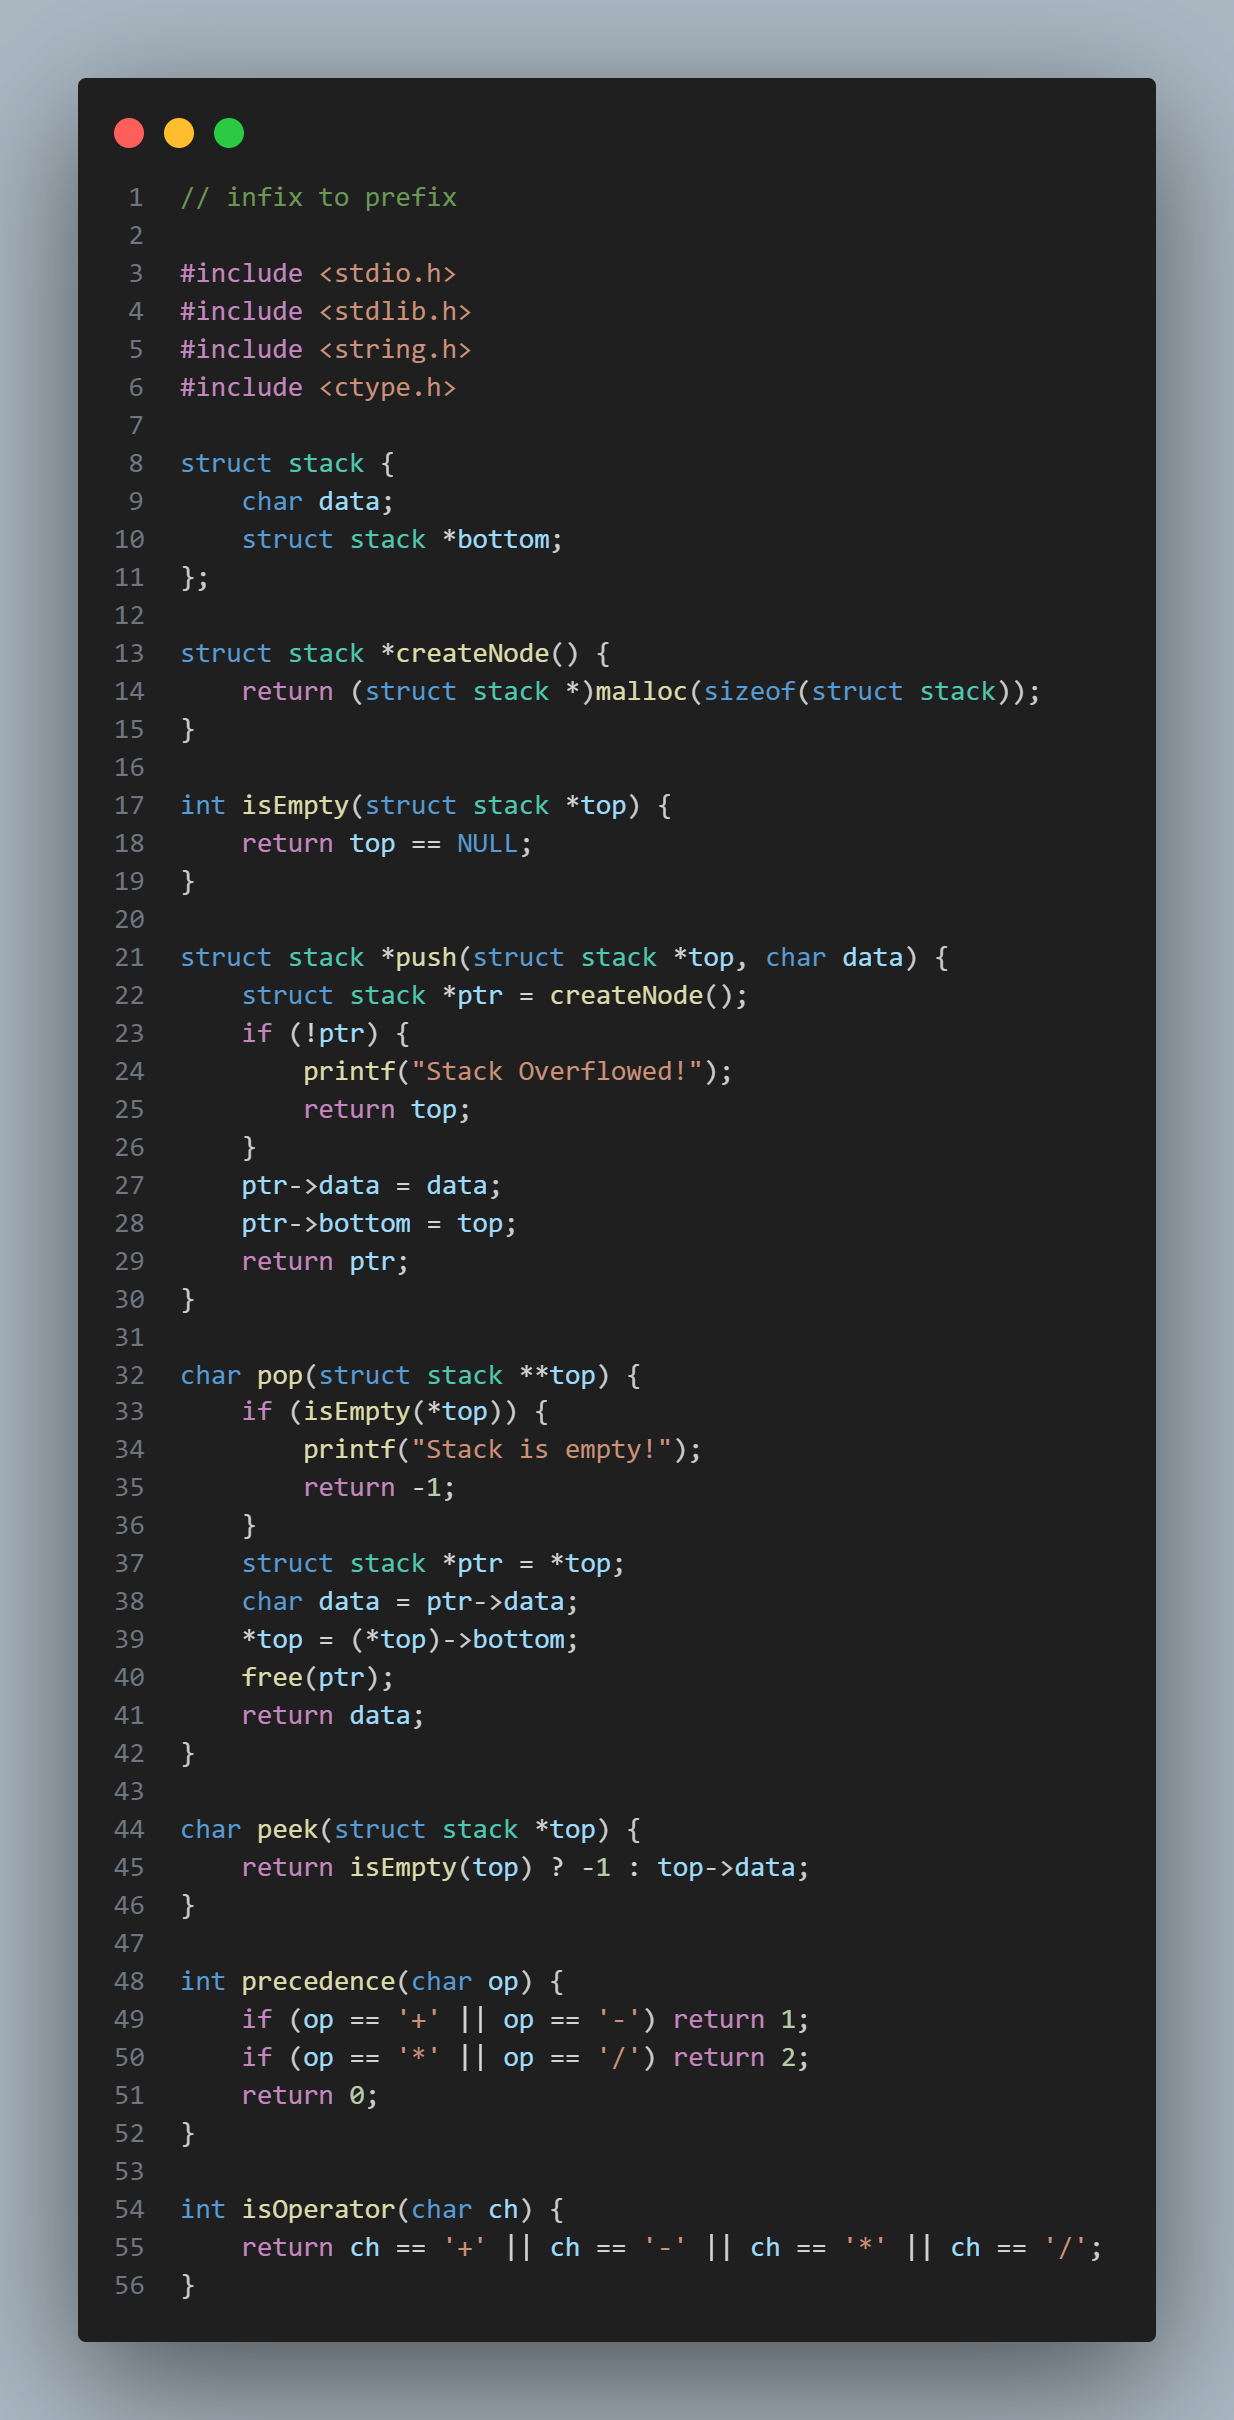 1 // infix to prefix
2
3 #include <stdio.h>
4 #include <stdlib.h>
5 #include <string.h>
6 #include <ctype.h>
7
8 struct stack {
9     char data;
10     struct stack *bottom;
11 };
12
13 struct stack *createNode() {
14     return (struct stack *)malloc(sizeof(struct stack));
15 }
16
17 int isEmpty(struct stack *top) {
18     return top == NULL;
19 }
20
21 struct stack *push(struct stack *top, char data) {
22     struct stack *ptr = createNode();
23     if (!ptr) {
24         printf("Stack Overflowed!");
25         return top;
26     }
27     ptr->data = data;
28     ptr->bottom = top;
29     return ptr;
30 }
31
32 char pop(struct stack **top) {
33     if (isEmpty(*top)) {
34         printf("Stack is empty!");
35         return -1;
36     }
37     struct stack *ptr = *top;
38     char data = ptr->data;
39     *top = (*top)->bottom;
40     free(ptr);
41     return data;
42 }
43
44 char peek(struct stack *top) {
45     return isEmpty(top) ? -1 : top->data;
46 }
47
48 int precedence(char op) {
49     if (op == '+' || op == '-') return 1;
50     if (op == '*' || op == '/') return 2;
51     return 0;
52 }
53
54 int isOperator(char ch) {
55     return ch == '+' || ch == '-' || ch == '*' || ch == '/';
56 }